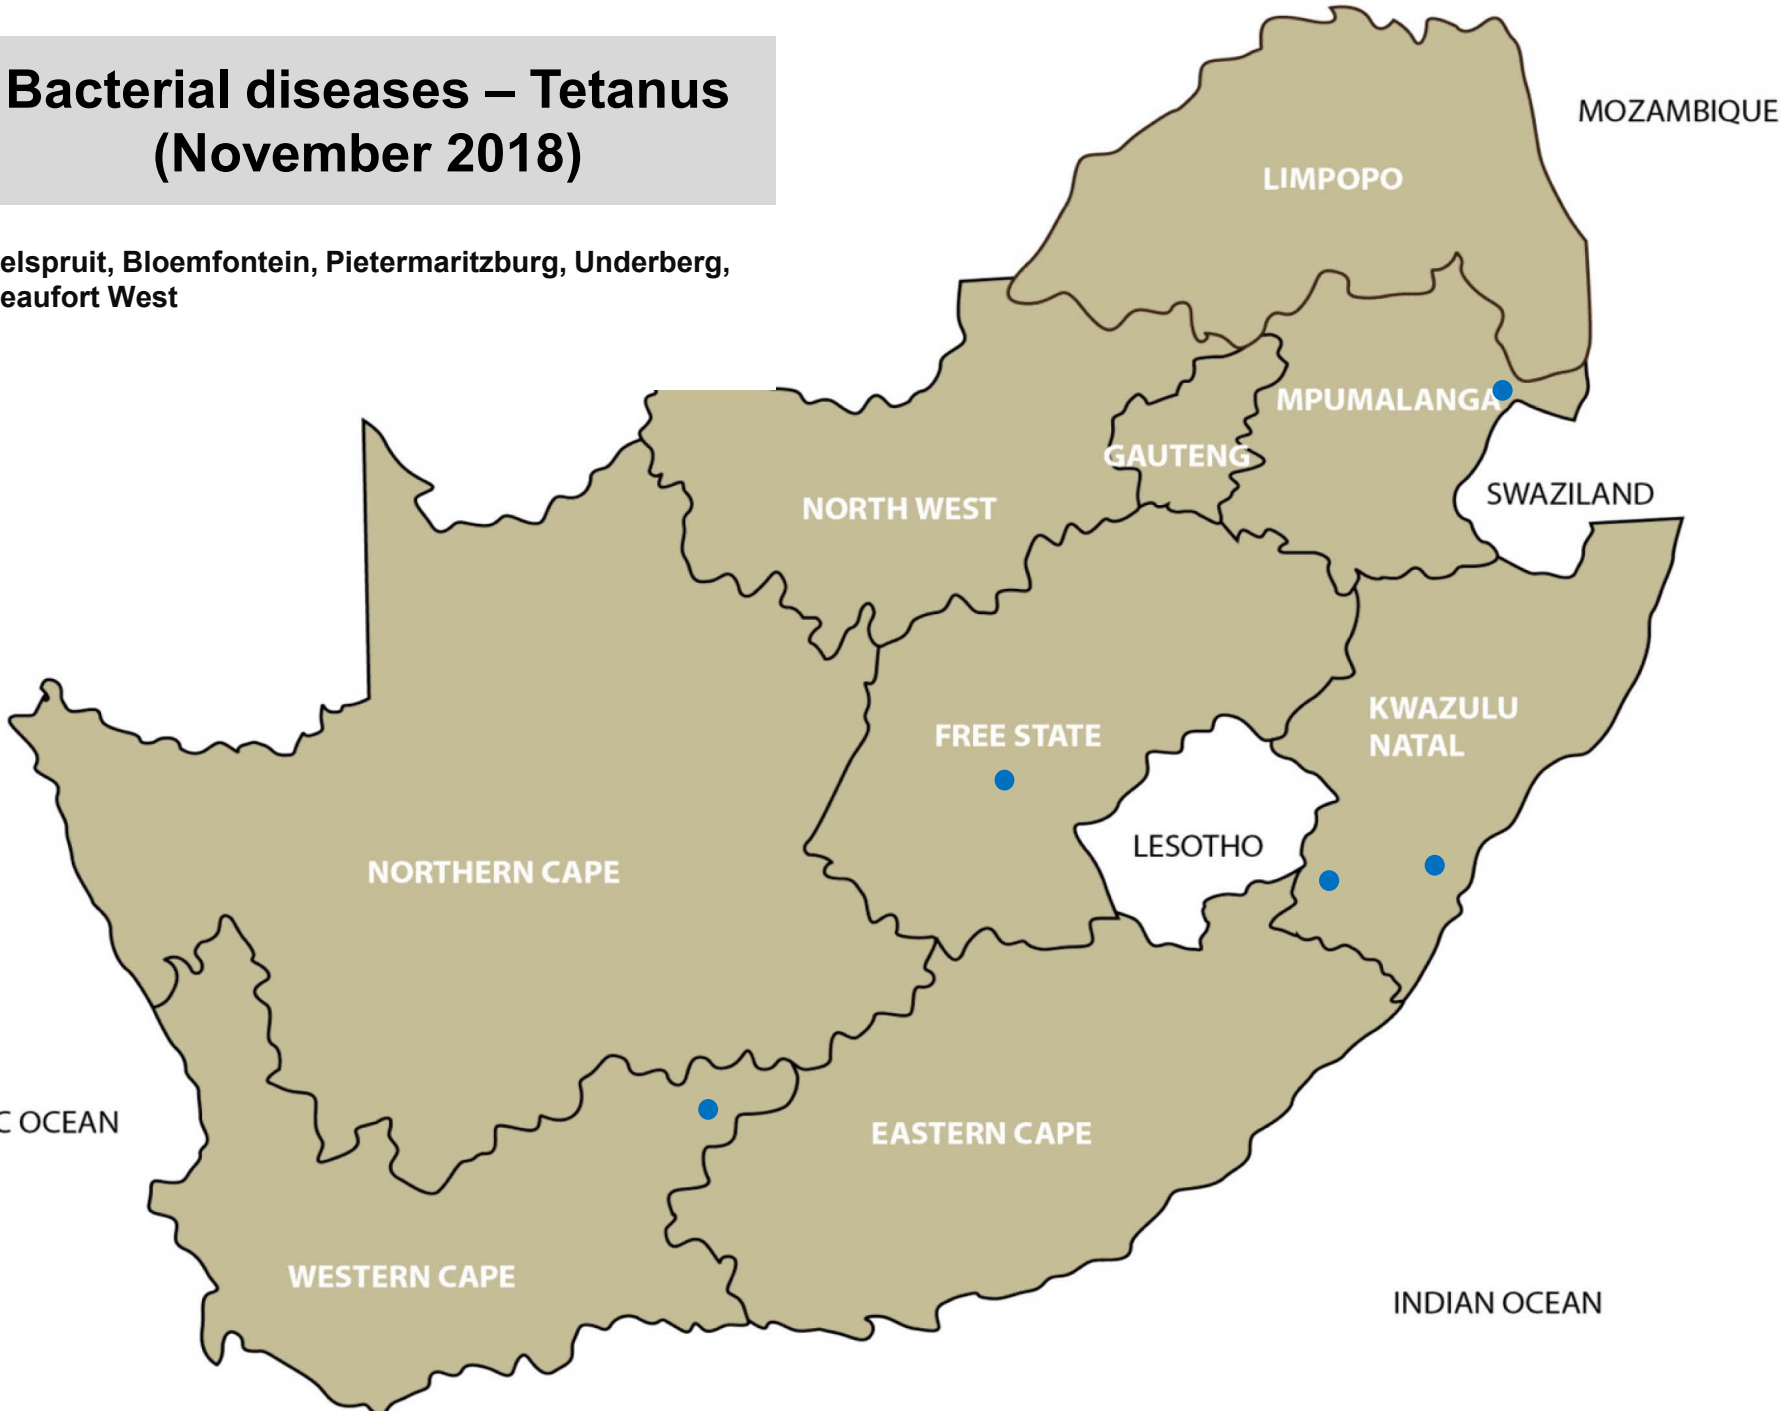 Bacterial diseases – Tetanus
(November 2018)
elspruit, Bloemfontein, Pietermaritzburg, Underberg,
eaufort West
MOZAMBIQUE
LIMPOPO
MPUMALANGA
GAUTENG
SWAZILAND
NORTH WEST
KWAZULU
NATAL
FREE STATE
LESOTHO
NORTHERN CAPE
C OCEAN
EASTERN CAPE
WESTERN CAPE
INDIAN OCEAN